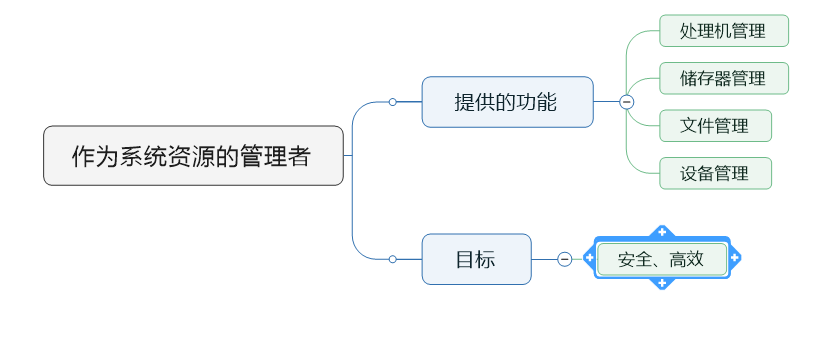 作为系统资源的管理者
提供的功能
处理机管理
储存器管理
文件管理
设备管理
目标
安全、高效